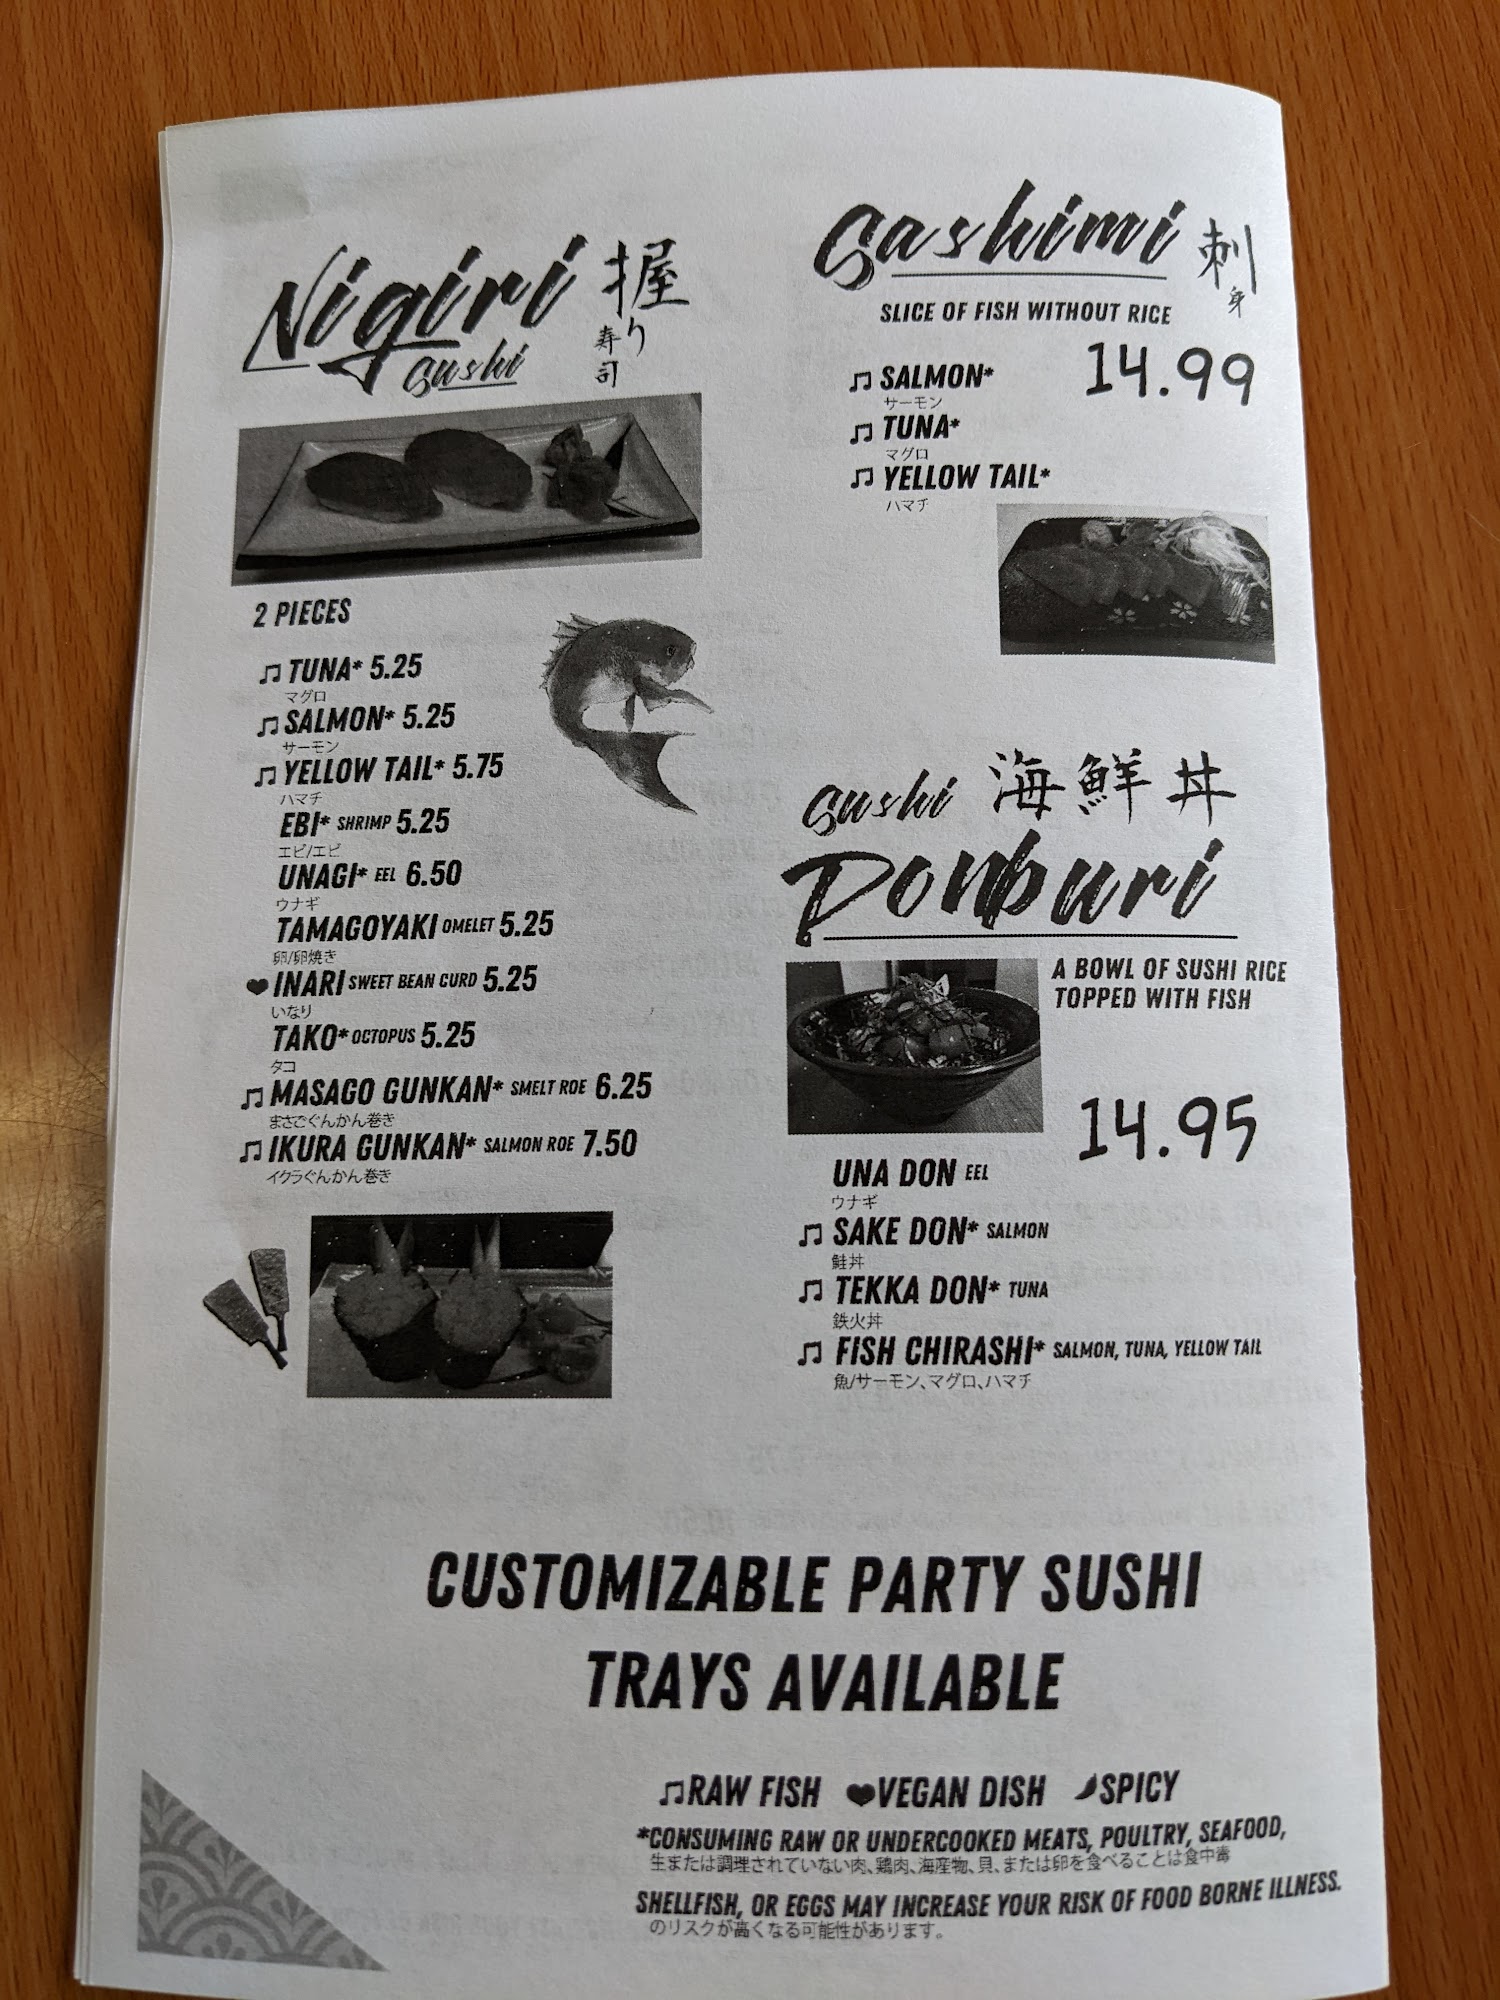 Nigiri 握り寿司
sushi
2 PIECES
♫ TUNA* 5.25
マグロ
♫ SALMON* 5.25
サーモン
♫ YELLOW TAIL* 5.75
ハマチ
EBI* SHRIMP 5.25
エビ/エビ
UNAGI* EEL 6.50
ウナギ
TAMAGOYAKI OMELET 5.25
卵/卵焼き
♥ INARI SWEET BEAN CURD 5.25
いなり
TAKO* OCTOPUS 5.25
タコ
♫ MASAGO GUNKAN* SMELT ROE 6.25
まさごぐんかん巻き
♫ IKURA GUNKAN* SALMON ROE 7.50
イクラぐんかん巻き
Sashimi 刺身
SLICE OF FISH WITHOUT RICE
14.99
♫ SALMON*
サーモン
♫ TUNA*
マグロ
♫ YELLOW TAIL*
ハマチ
sushi 海鮮丼
Donburi
A BOWL OF SUSHI RICE
TOPPED WITH FISH
14.95
UNA DON EEL
ウナギ
♫ SAKE DON* SALMON
鮭丼
♫ TEKKA DON* TUNA
鉄火丼
♫ FISH CHIRASHI* SALMON, TUNA, YELLOW TAIL
魚/サーモン、マグロ、ハマチ
CUSTOMIZABLE PARTY SUSHI
TRAYS AVAILABLE
♫RAW FISH ♥VEGAN DISH 🌶SPICY
*CONSUMING RAW OR UNDERCOOKED MEATS, POULTRY, SEAFOOD,
生または調理されていない肉、鶏肉、海産物、貝、または卵を食べることは食中毒
SHELLFISH, OR EGGS MAY INCREASE YOUR RISK OF FOOD BORNE ILLNESS.
のリスクが高くなる可能性があります。